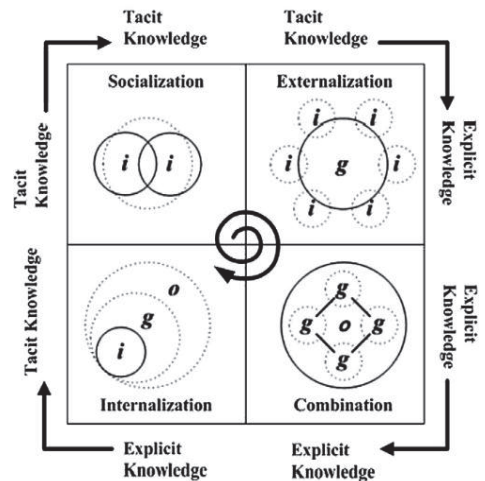 Tacit
Knowledge
Tacit
Knowledge
Socialization
Externalization
i i
i i
i g i
i i
Tacit
Knowledge
Explicit
Knowledge
o
g
i
g
g o g
g
Tacit Knowledge
Explicit
Knowledge
Internalization
Combination
Explicit
Knowledge
Explicit
Knowledge